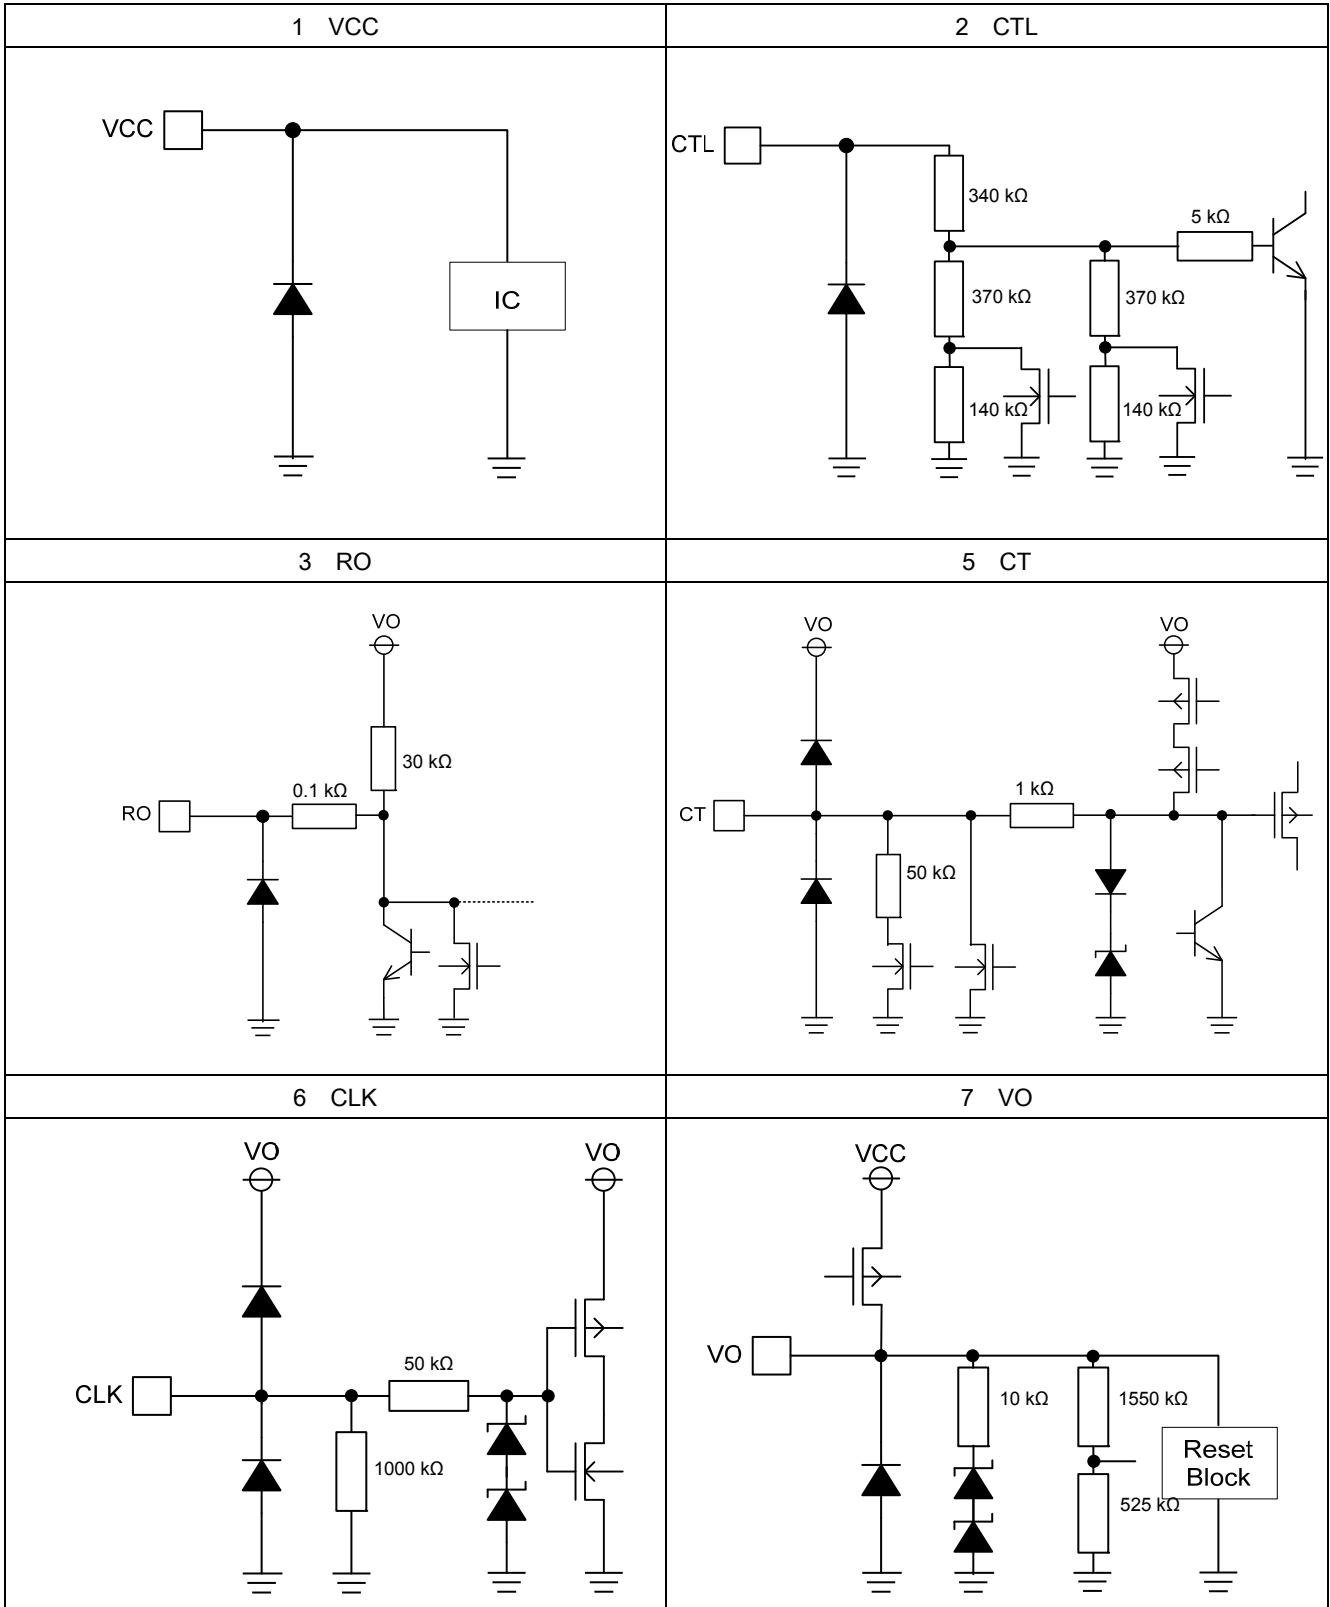 1 VCC
2 CTL
VCC
IC
CTL
340 kΩ
5 kΩ
370 kΩ
370 kΩ
140 kΩ
140 kΩ
3 RO
5 CT
VO
30 kΩ
0.1 kΩ
RO
VO
VO
1 kΩ
CT
50 kΩ
6 CLK
7 VO
VO
VO
50 kΩ
CLK
1000 kΩ
VCC
VO
10 kΩ
1550 kΩ
Reset
Block
525 kΩ